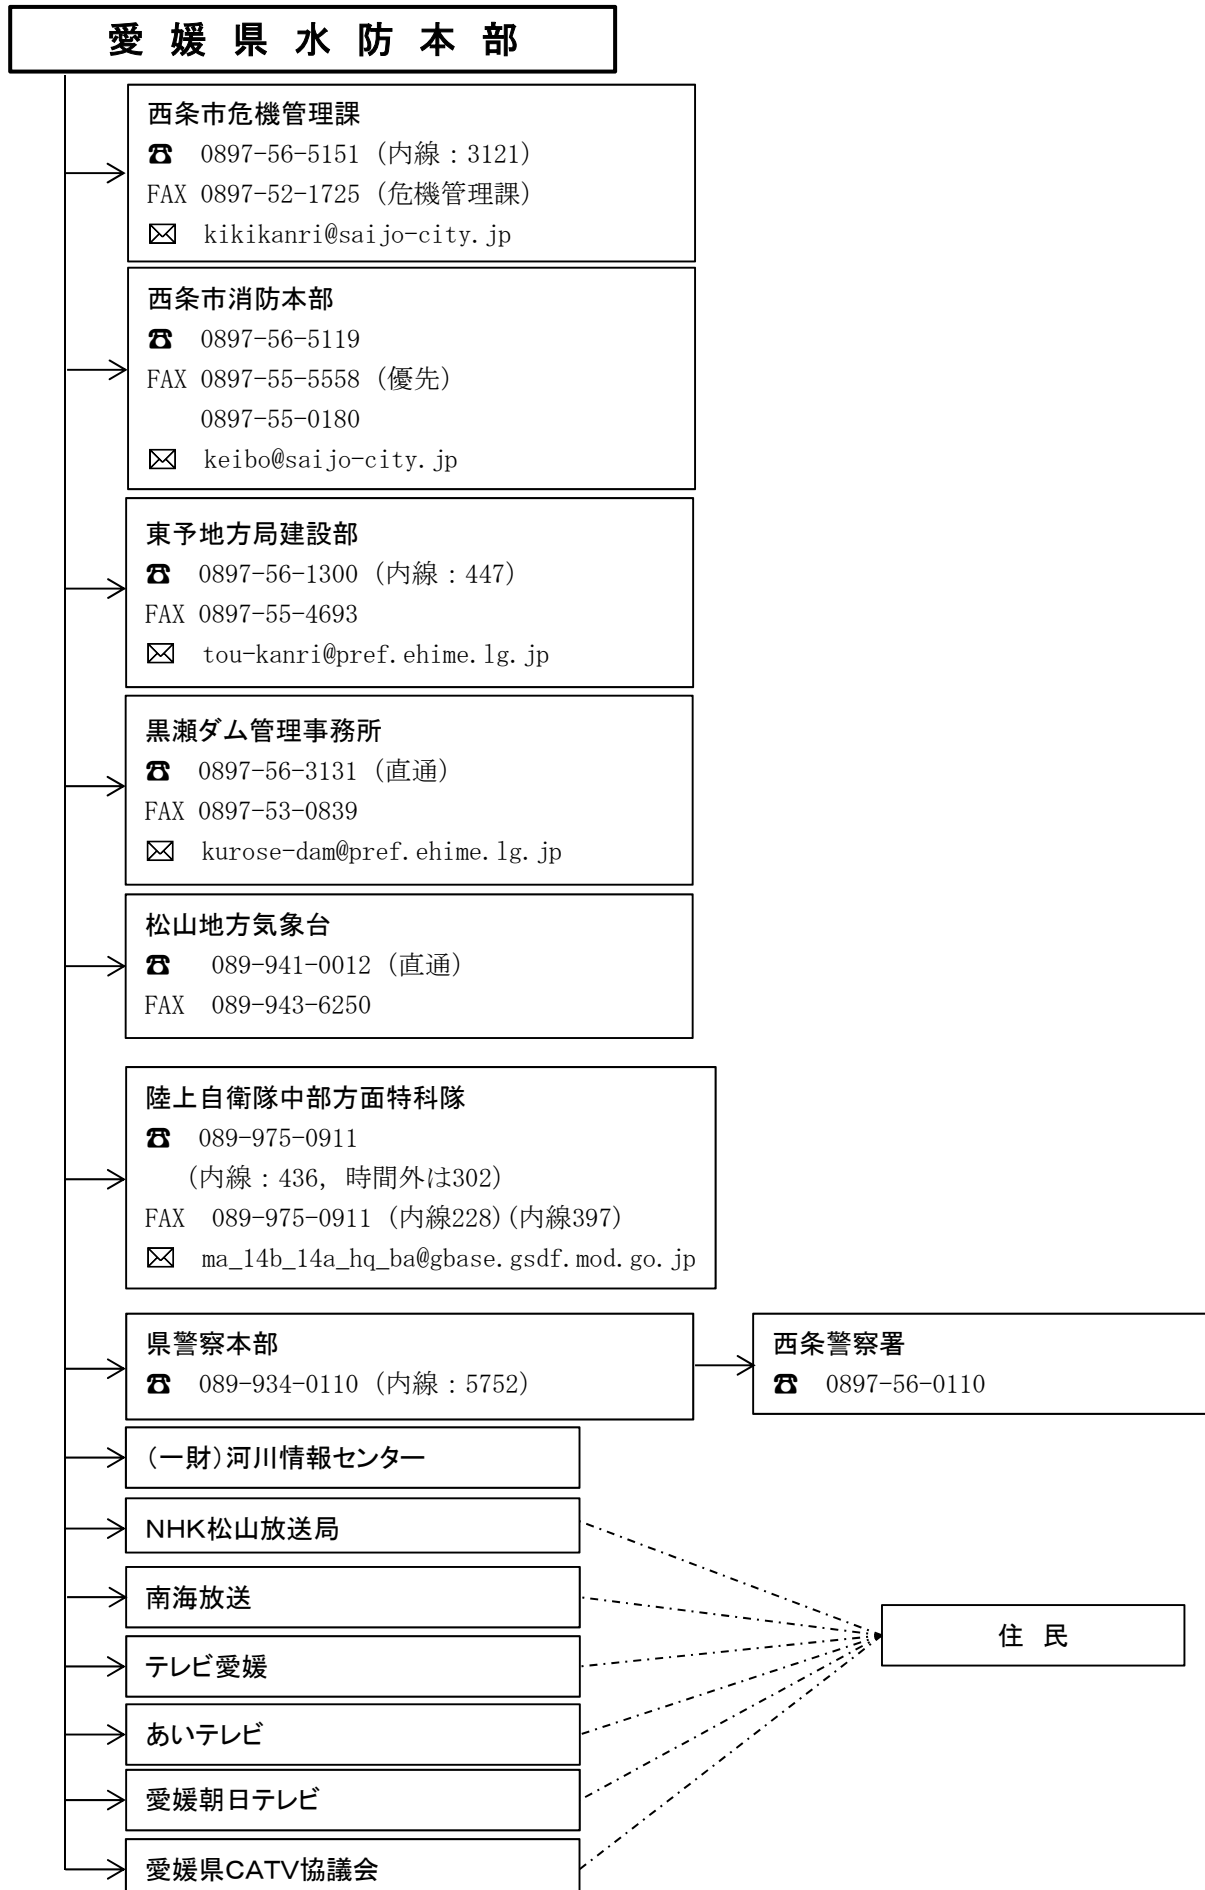 愛媛県水防本部
西条市危機管理課
☎ 0897-56-5151 (内線：3121)
FAX 0897-52-1725 (危機管理課)
✉ kikikanri@saijo-city.jp
西条市消防本部
☎ 0897-56-5119
FAX 0897-55-5558 (優先)
0897-55-0180
✉ keibo@saijo-city.jp
東予地方局建設部
☎ 0897-56-1300 (内線：447)
FAX 0897-55-4693
✉ tou-kanri@pref.ehime.lg.jp
黒瀬ダム管理事務所
☎ 0897-56-3131 (直通)
FAX 0897-53-0839
✉ kurose-dam@pref.ehime.lg.jp
松山地方気象台
☎ 089-941-0012 (直通)
FAX 089-943-6250
陸上自衛隊中部方面特科隊
☎ 089-975-0911
(内線：436, 時間外は302)
FAX 089-975-0911 (内線228)(内線397)
✉ ma_14b_14a_hq_ba@gbase.gsdf.mod.go.jp
県警察本部
☎ 089-934-0110 (内線：5752)
西条警察署
☎ 0897-56-0110
(一財)河川情報センター
NHK松山放送局
南海放送
住民
テレビ愛媛
あいテレビ
愛媛朝日テレビ
愛媛県CATV協議会